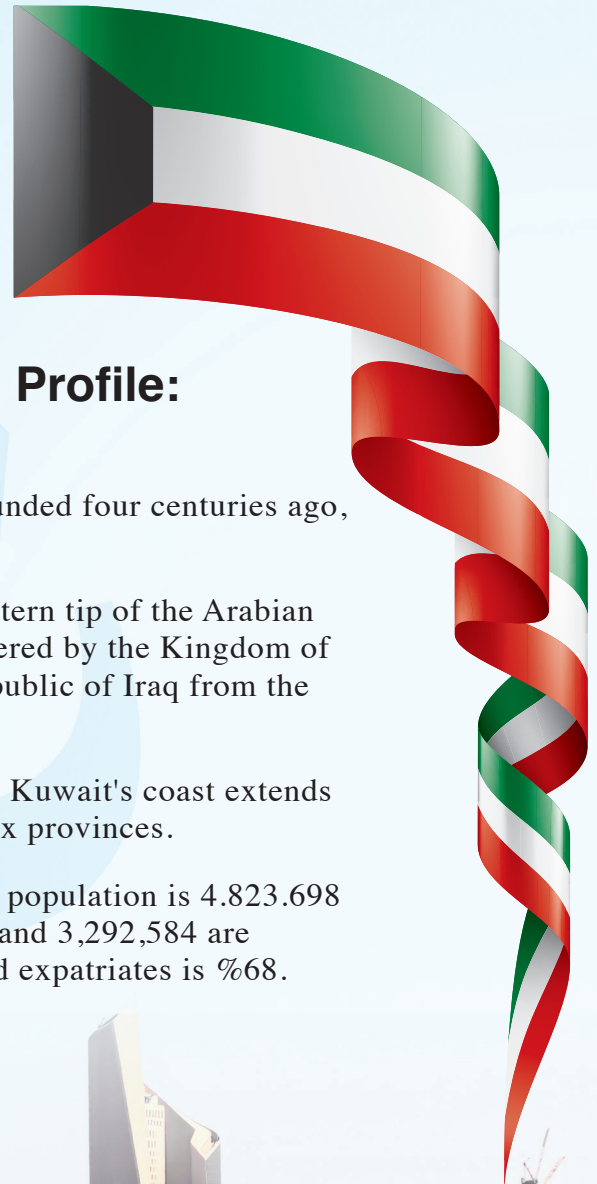 Profile:
unded four centuries ago,
tern tip of the Arabian
ered by the Kingdom of
public of Iraq from the
Kuwait's coast extends
x provinces.
population is 4.823.698
and 3,292,584 are
d expatriates is %68.